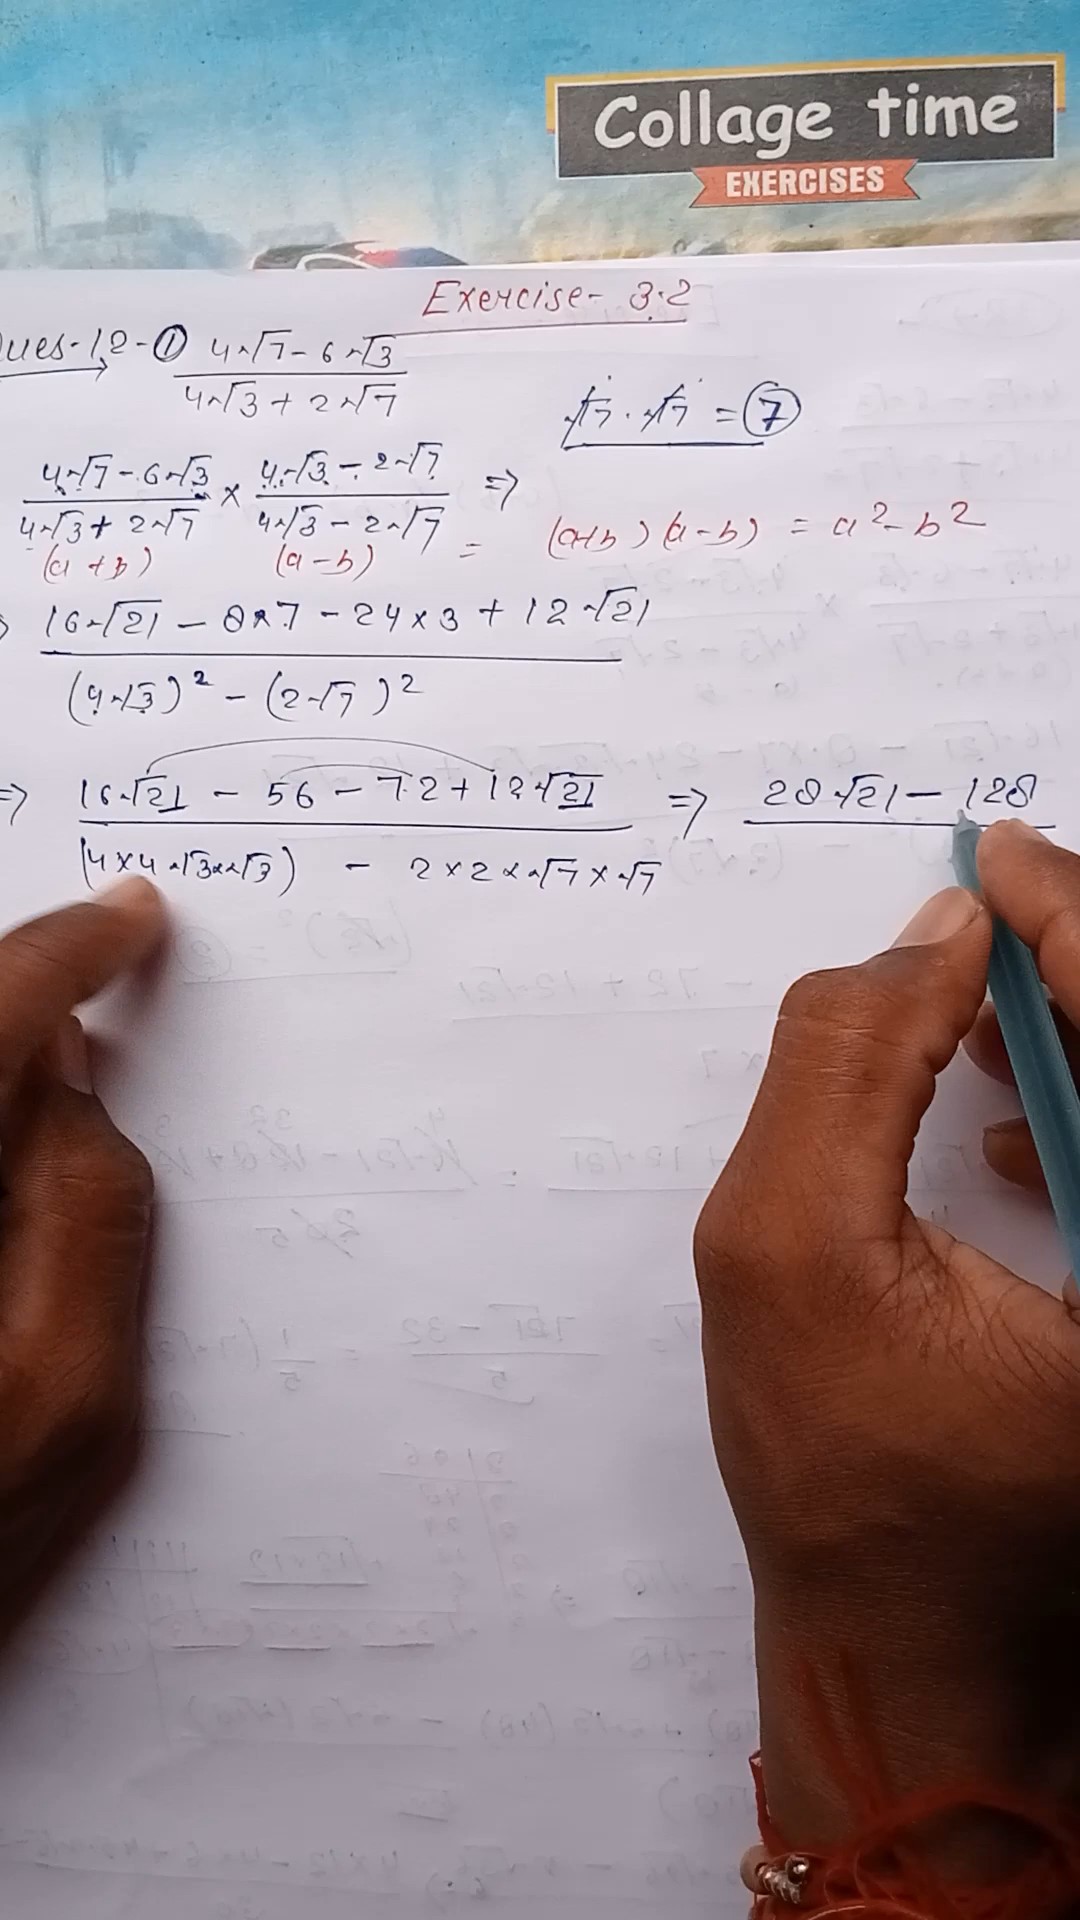 Collage time
EXERCISES
Exercise- 3.2
ues-12-① 4√7-6√3 / 4√3+2√7
√7·√7 = 7
4√7-6√3 / 4√3+2√7 × 4√3-2√7 / 4√3-2√7 ⇒
(a+b) (a-b) = (a+b)(a-b) = a²-b²
16√21 - 8×7 - 24×3 + 12√21
(4√3)² - (2√7)²
⇒ 16√21 - 56 - 72 + 12√21 ⇒ 28√21 - 128
(4×4√3×√3) - 2×2×√7×√7